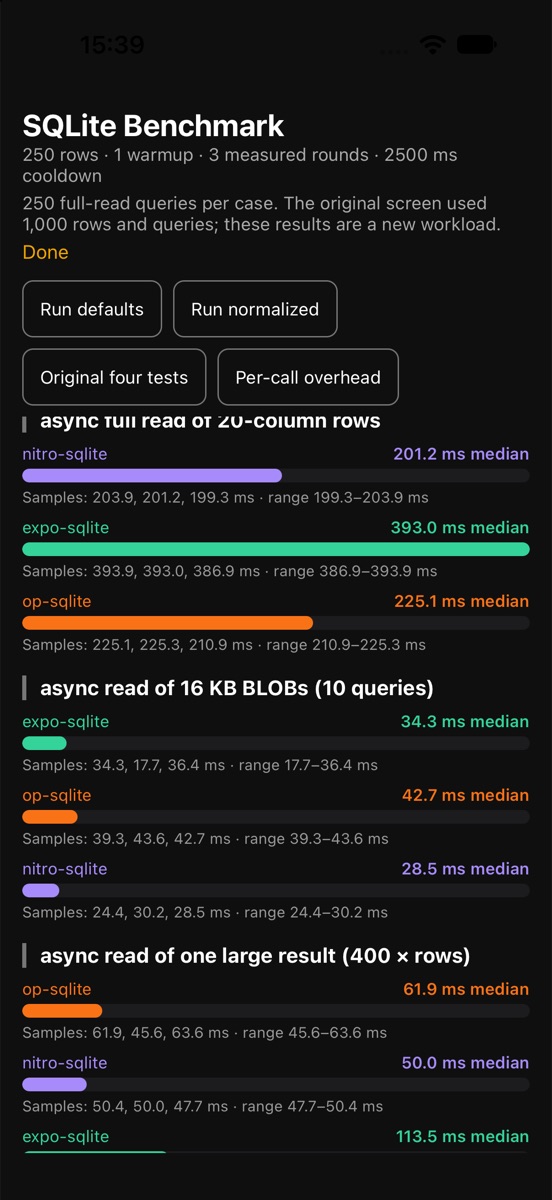 15:39
SQLite Benchmark
250 rows · 1 warmup · 3 measured rounds · 2500 ms
cooldown
250 full-read queries per case. The original screen used
1,000 rows and queries; these results are a new workload.
Done
Run defaults
Run normalized
Original four tests
Per-call overhead
async full read of 20-column rows
nitro-sqlite 201.2 ms median
Samples: 203.9, 201.2, 199.3 ms · range 199.3–203.9 ms
expo-sqlite 393.0 ms median
Samples: 393.9, 393.0, 386.9 ms · range 386.9–393.9 ms
op-sqlite 225.1 ms median
Samples: 225.1, 225.3, 210.9 ms · range 210.9–225.3 ms
async read of 16 KB BLOBs (10 queries)
expo-sqlite 34.3 ms median
Samples: 34.3, 17.7, 36.4 ms · range 17.7–36.4 ms
op-sqlite 42.7 ms median
Samples: 39.3, 43.6, 42.7 ms · range 39.3–43.6 ms
nitro-sqlite 28.5 ms median
Samples: 24.4, 30.2, 28.5 ms · range 24.4–30.2 ms
async read of one large result (400 × rows)
op-sqlite 61.9 ms median
Samples: 61.9, 45.6, 63.6 ms · range 45.6–63.6 ms
nitro-sqlite 50.0 ms median
Samples: 50.4, 50.0, 47.7 ms · range 47.7–50.4 ms
expo-sqlite 113.5 ms median